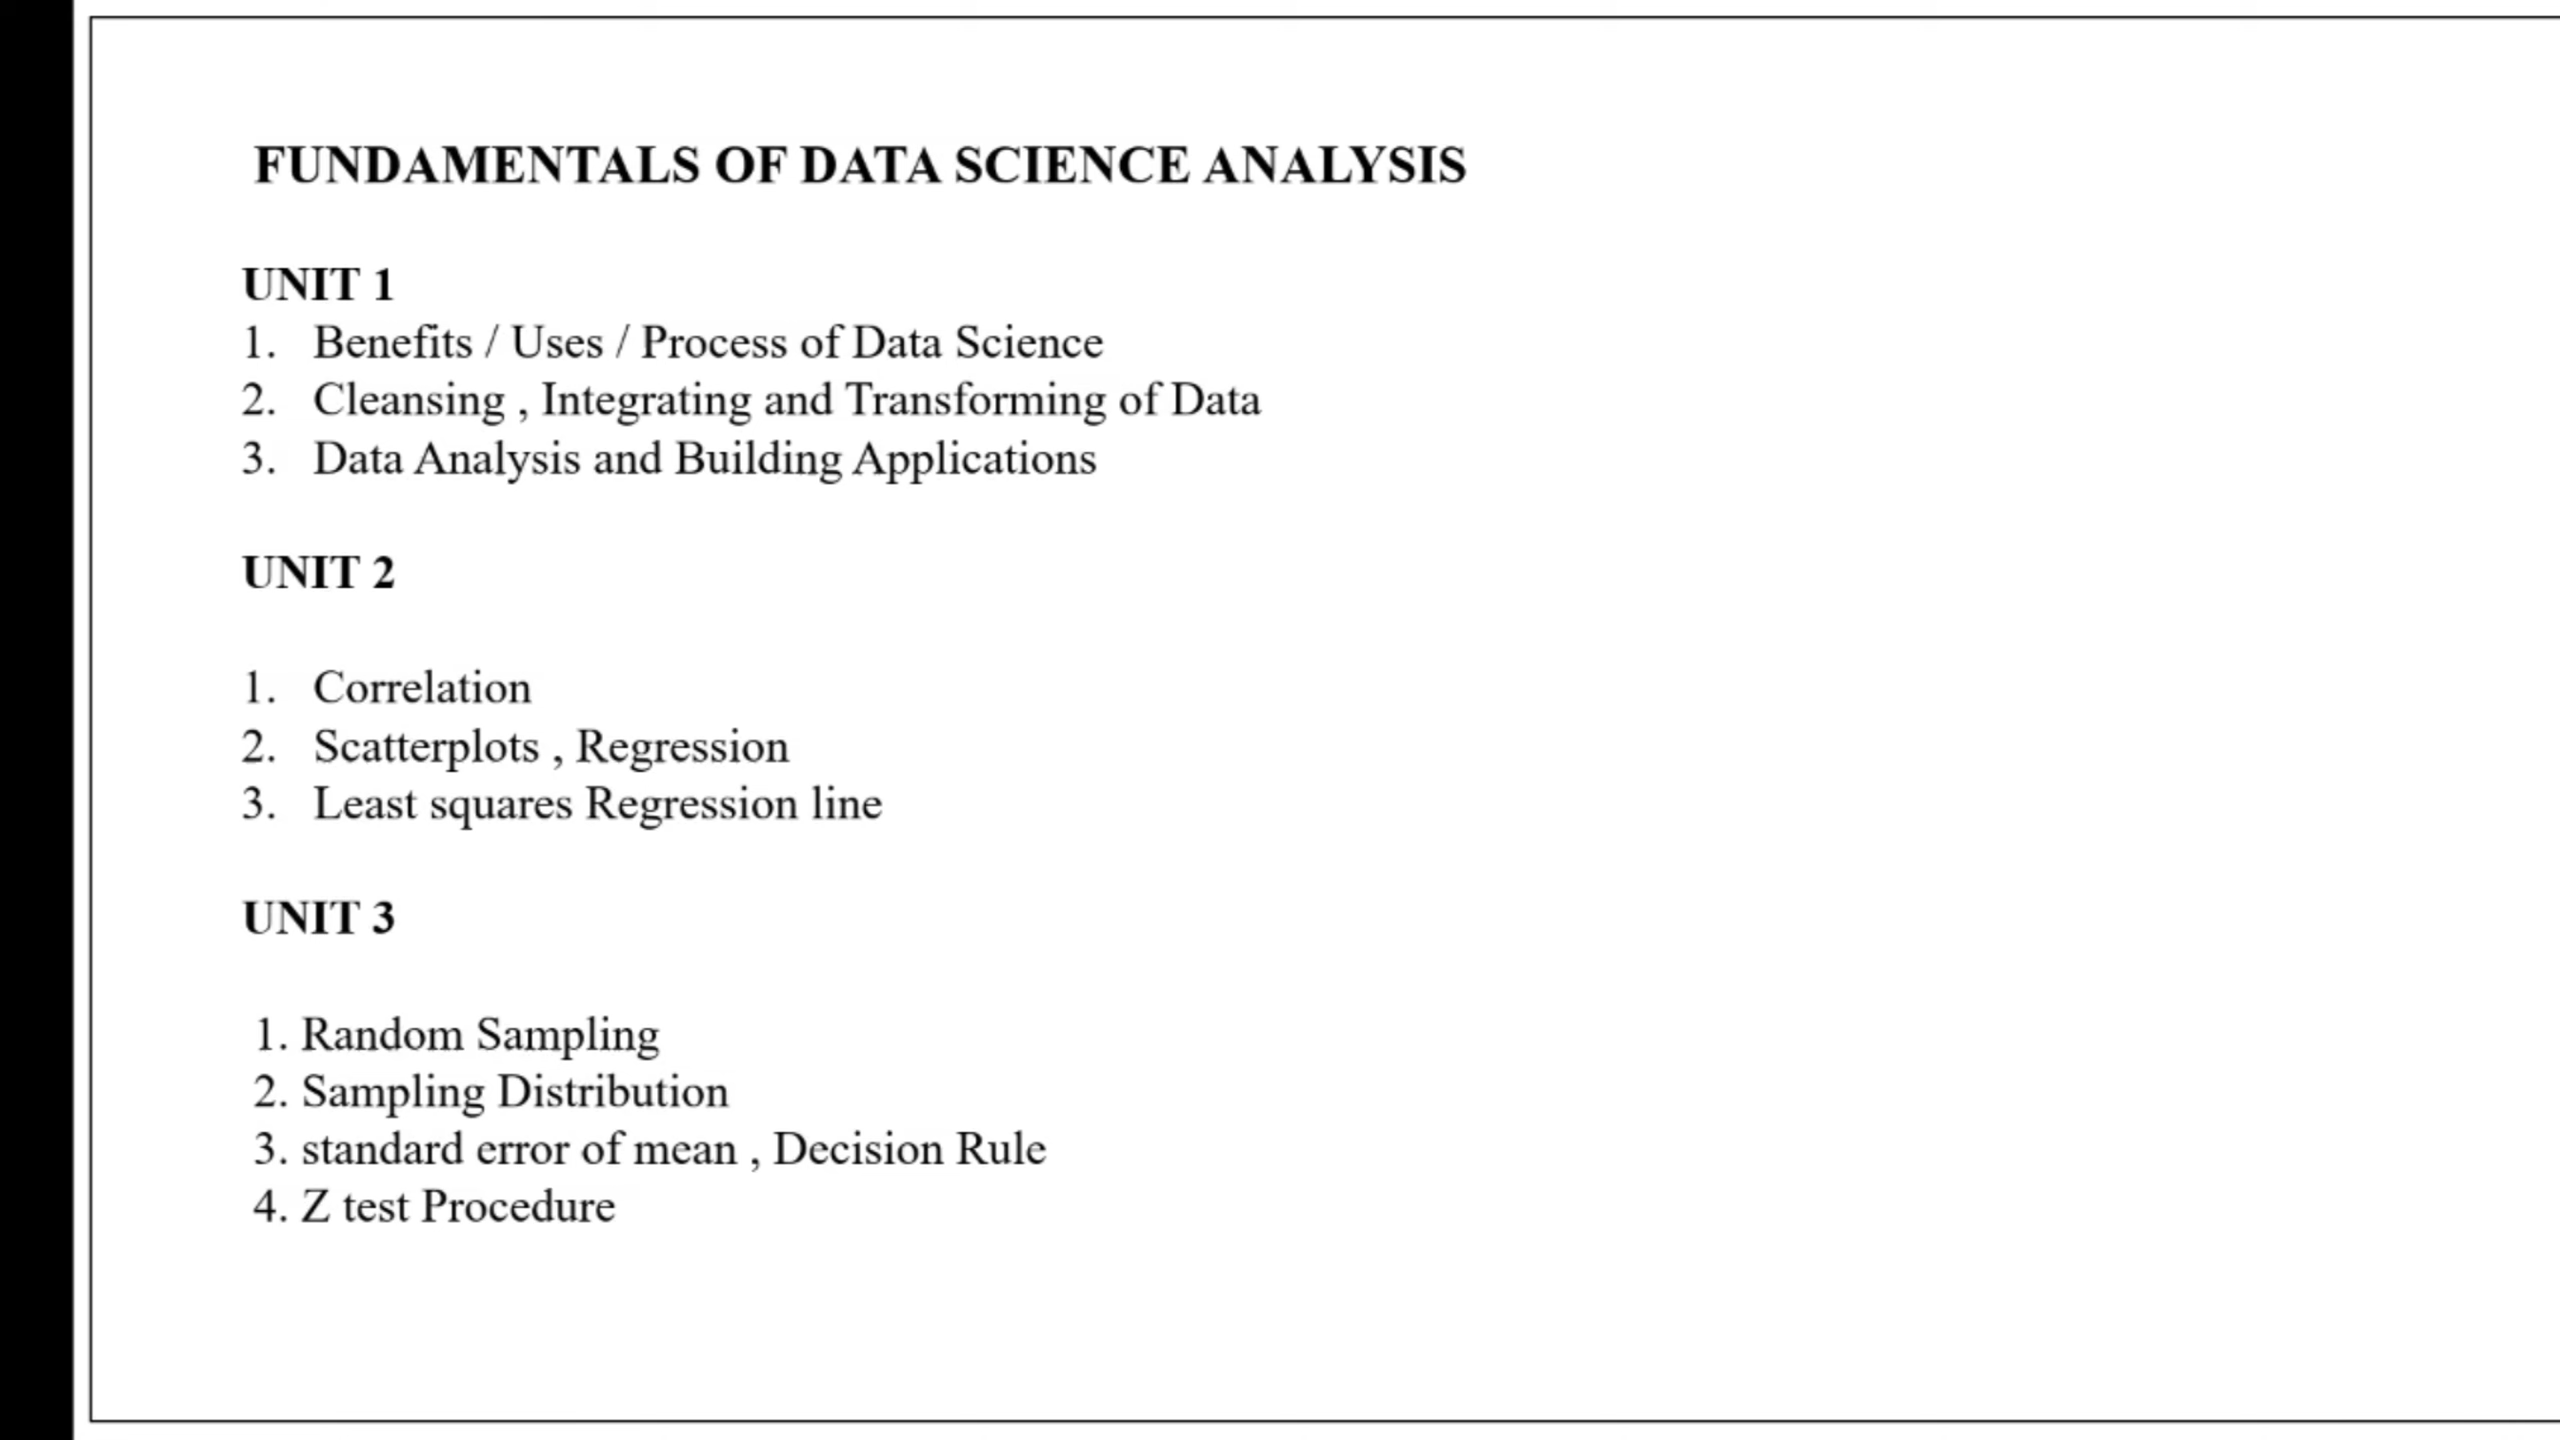 FUNDAMENTALS OF DATA SCIENCE ANALYSIS
UNIT 1
1. Benefits / Uses / Process of Data Science
2. Cleansing , Integrating and Transforming of Data
3. Data Analysis and Building Applications
UNIT 2
1. Correlation
2. Scatterplots , Regression
3. Least squares Regression line
UNIT 3
1. Random Sampling
2. Sampling Distribution
3. standard error of mean , Decision Rule
4. Z test Procedure